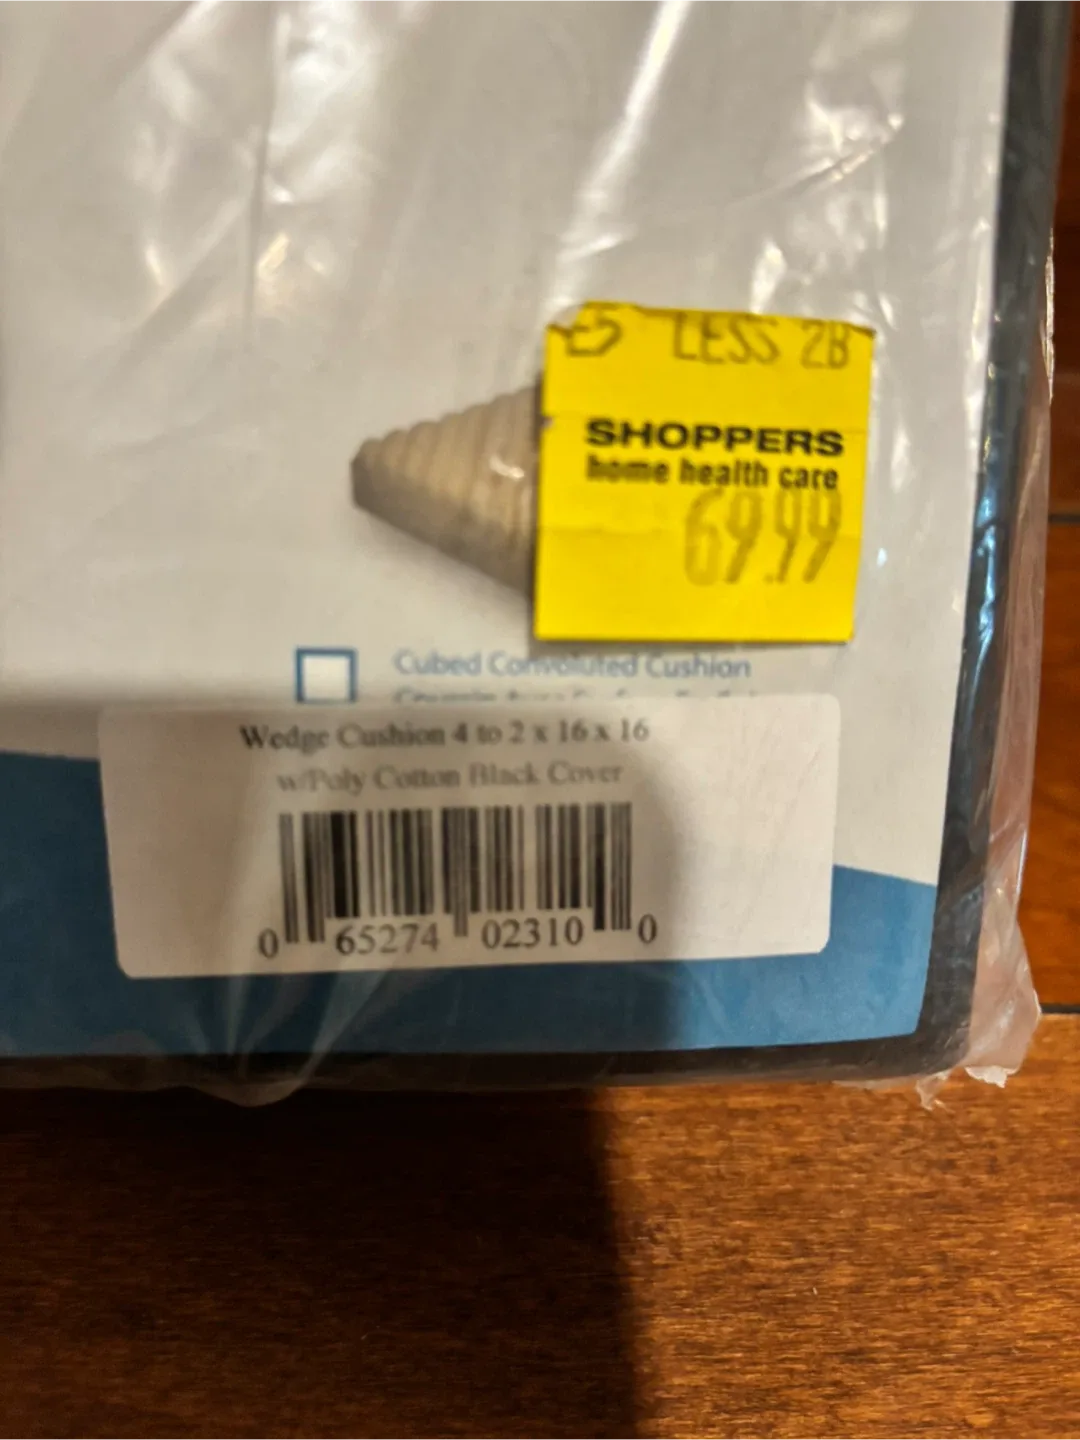 LESS 2B
SHOPPERS
home health care
69.99
Cubed Convoluted Cushion
Wedge Cushion 4 to 2 x 16 x 16
w/Poly Cotton Black Cover
0 65274 02310 0